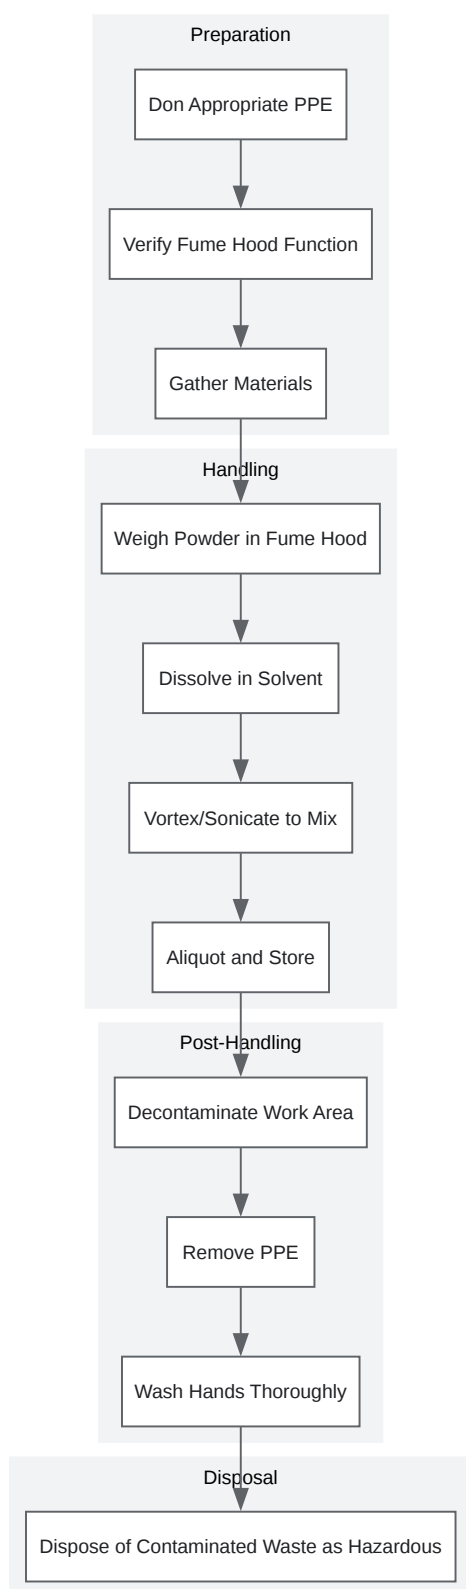 Preparation
Don Appropriate PPE
Verify Fume Hood Function
Gather Materials
Handling
Weigh Powder in Fume Hood
Dissolve in Solvent
Vortex/Sonicate to Mix
Aliquot and Store
Post-Handling
Decontaminate Work Area
Remove PPE
Wash Hands Thoroughly
Disposal
Dispose of Contaminated Waste as Hazardous